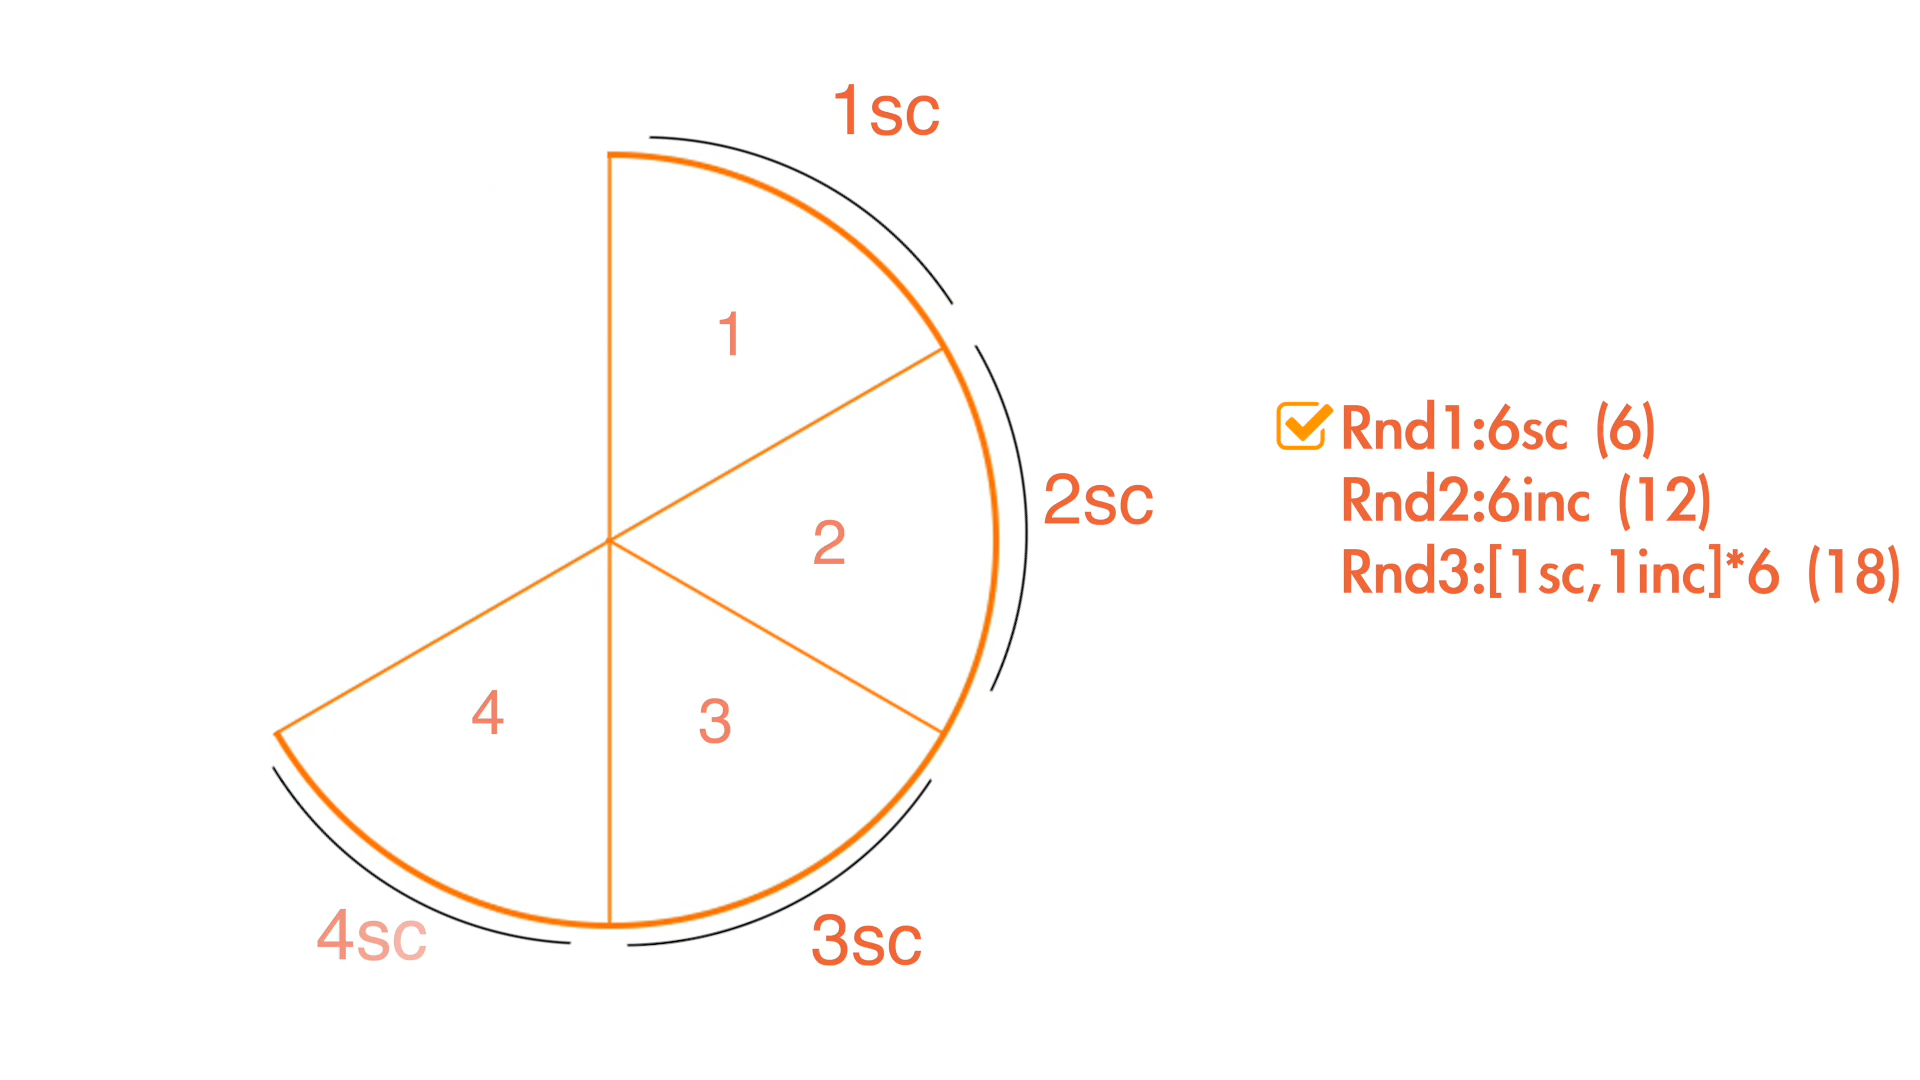 1sc
1
2sc
2
3
4
4sc
3sc
Rnd1:6sc (6)
Rnd2:6inc (12)
Rnd3:[1sc,1inc]*6 (18)